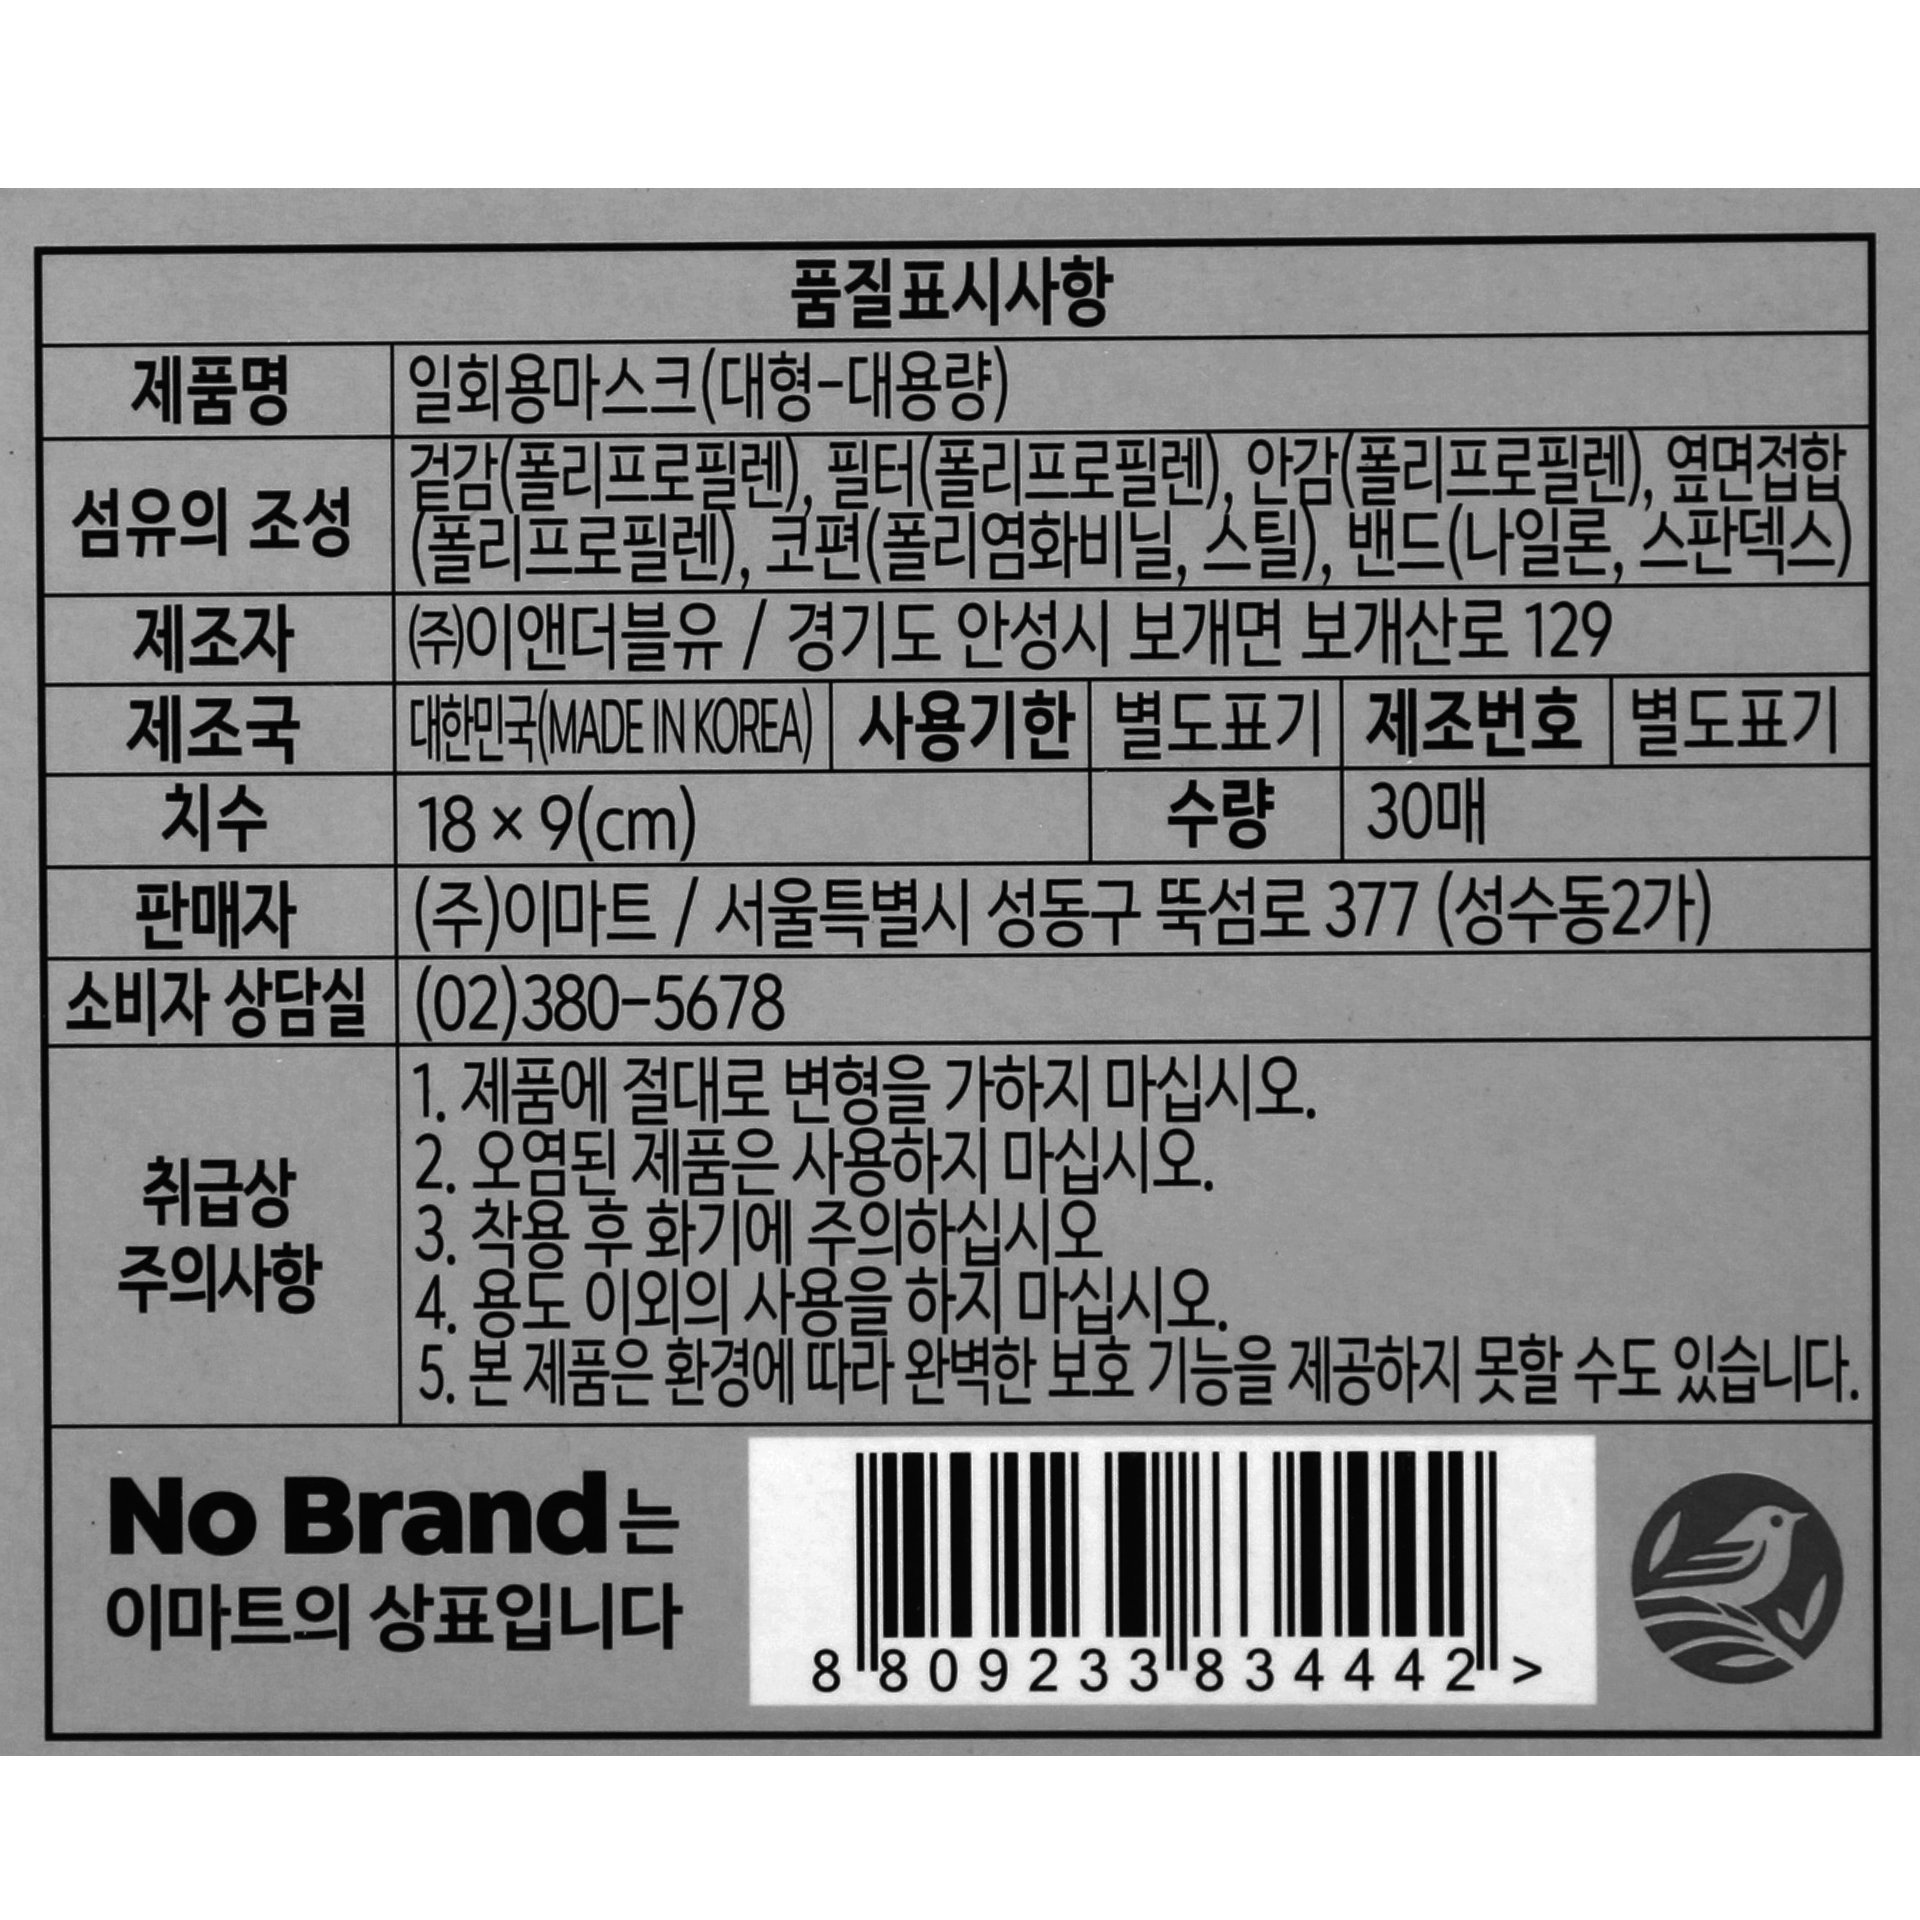 품질표시사항
제품명 일회용마스크(대형-대용량)
섬유의 조성 겉감(폴리프로필렌), 필터(폴리프로필렌), 안감(폴리프로필렌), 옆면접합
(폴리프로필렌), 코편(폴리염화비닐, 스틸), 밴드(나일론, 스판덱스)
제조자 ㈜이앤더블유 / 경기도 안성시 보개면 보개산로 129
제조국 대한민국(MADE IN KOREA) 사용기한 별도표기 제조번호 별도표기
치수 18 × 9(cm) 수량 30매
판매자 (주)이마트 / 서울특별시 성동구 뚝섬로 377 (성수동2가)
소비자 상담실 (02)380-5678
취급상
주의사항
1. 제품에 절대로 변형을 가하지 마십시오.
2. 오염된 제품은 사용하지 마십시오.
3. 착용 후 화기에 주의하십시오
4. 용도 이외의 사용을 하지 마십시오.
5. 본 제품은 환경에 따라 완벽한 보호 기능을 제공하지 못할 수도 있습니다.
No Brand는
이마트의 상표입니다
8 809233 834442 >